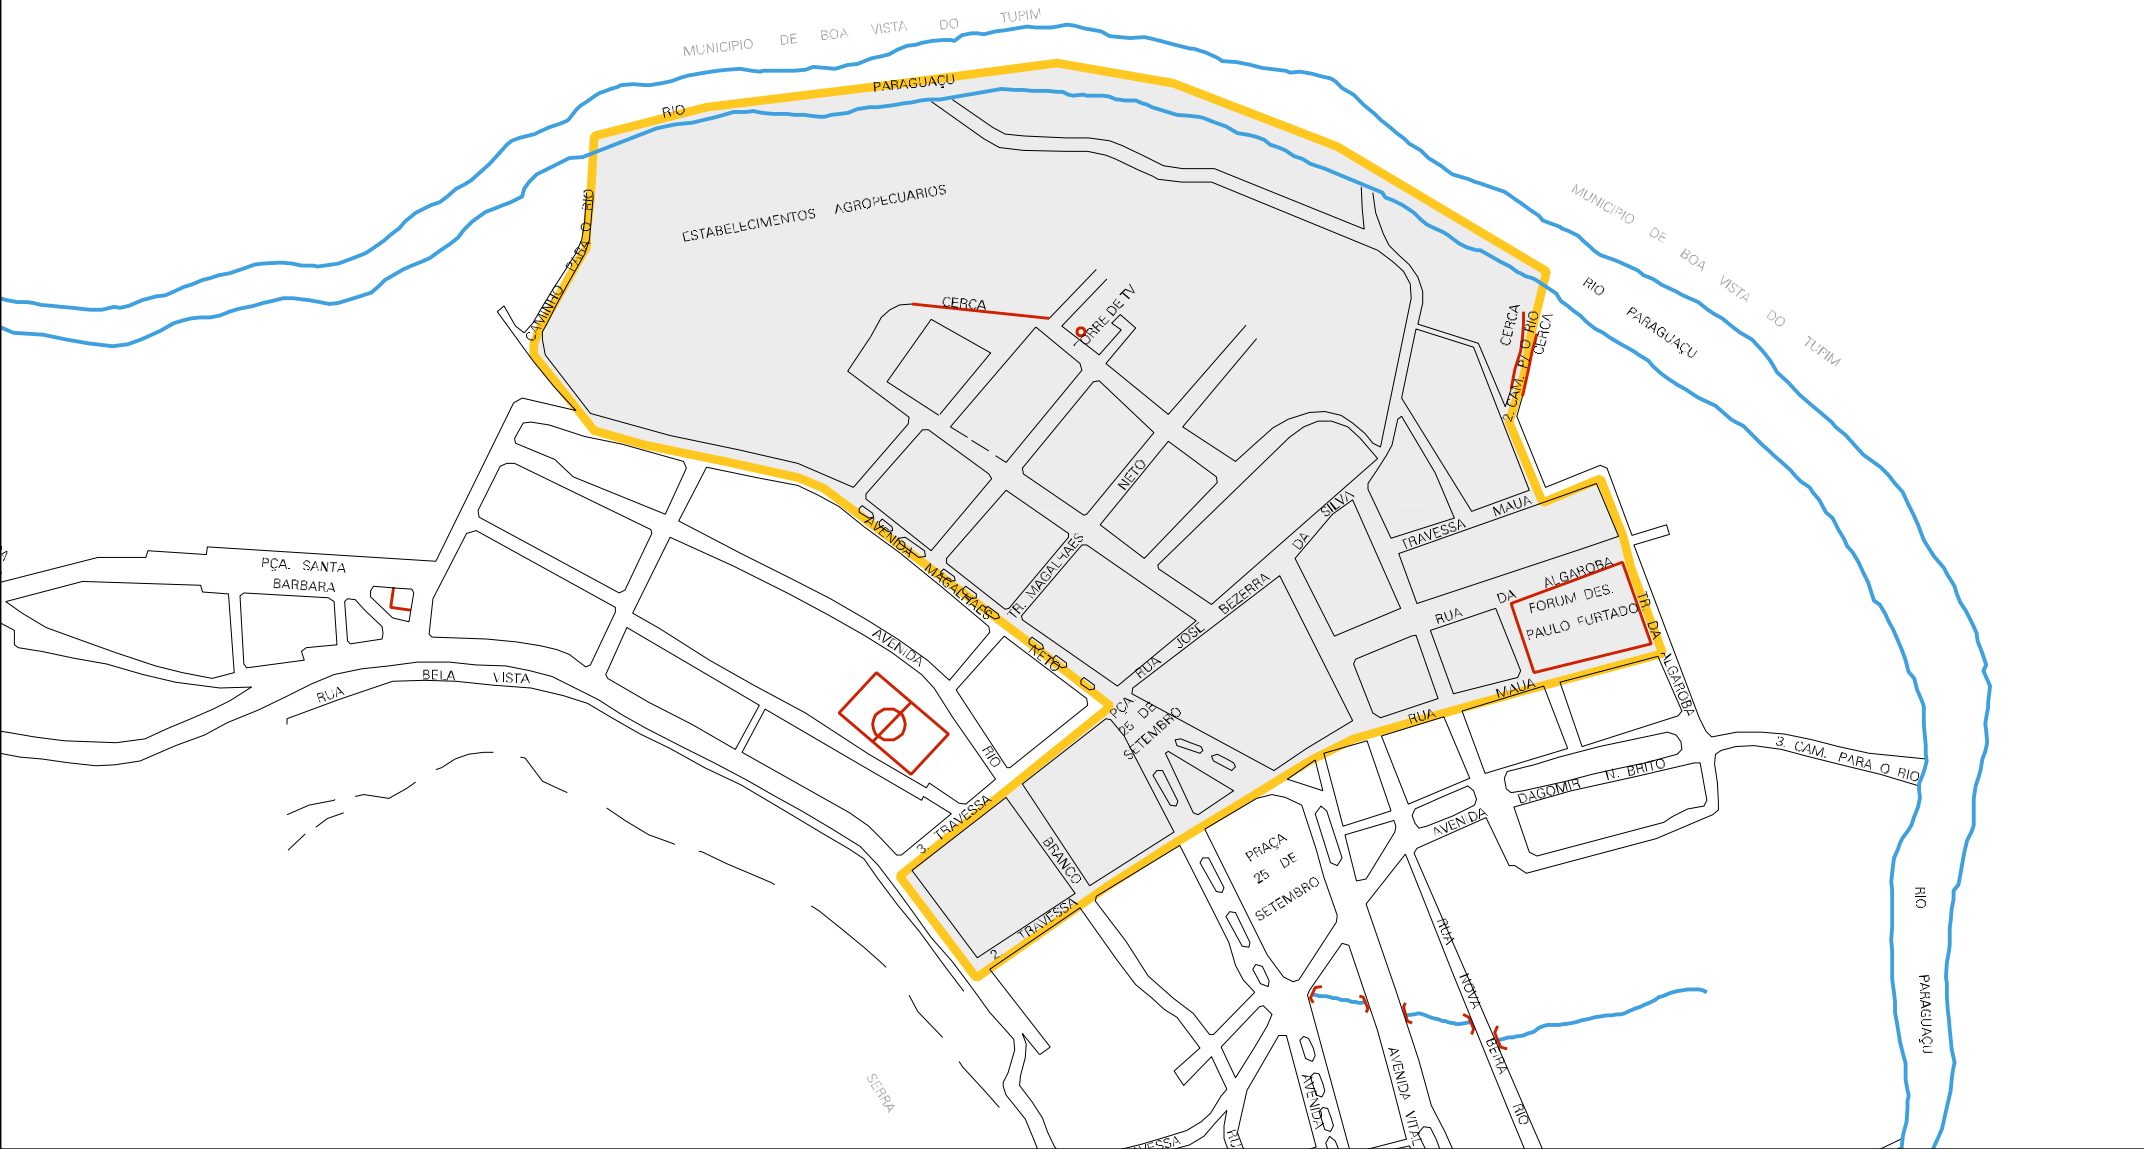 MUNICIPIO DE BOA VISTA DO TUPIM
RIO PARAGUAÇU
CAMINHO PARA O RIO
ESTABELECIMENTOS AGROPECUARIOS
MUNICIPIO DE BOA VISTA DO TUPIM
RIO PARAGUAÇU
CERCA
TORRE DE TV
CERCA
2. CAM. P/ O RIO
CERCA
NETO
TR. MAGALHAES
RUA JOSE BEZERRA DA SILVA
TRAVESSA MAUA
RUA DA ALGAROBA
FORUM DES.
PAULO FURTADO
TR. DA ALGAROBA
AVENIDA MAGALHAES NETO
PÇA. SANTA
BARBARA
RUA BELA VISTA
AVENIDA RIO BRANCO
PÇA
25 DE
SETEMBRO
RUA MAUA
3. TRAVESSA
2. TRAVESSA
3. CAM. PARA O RIO
AVENIDA DAGOMIR N. BRITO
PRAÇA
25 DE
SETEMBRO
RUA NOVA BEIRA RIO
RIO PARAGUAÇU
AVENIDA VITAL
AVENIDA
SERRA